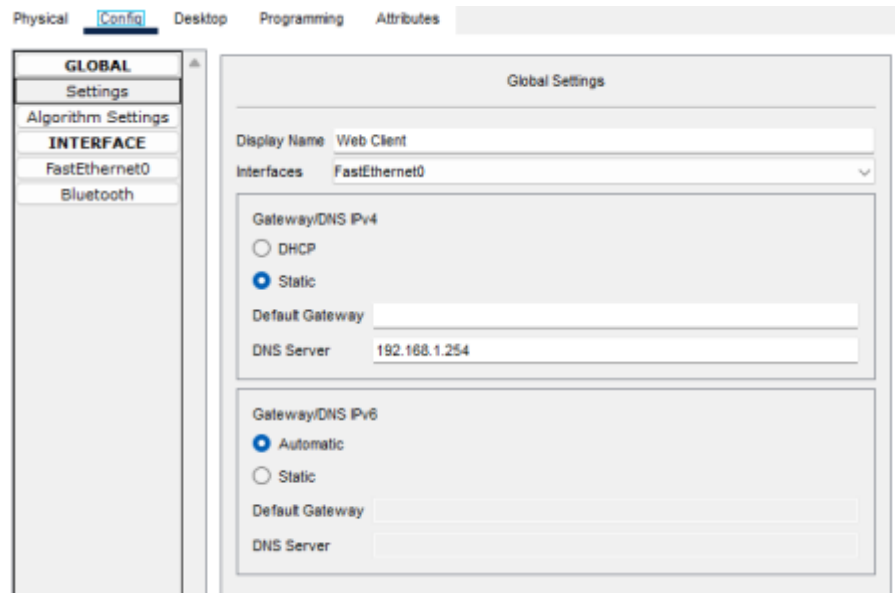 Physical Config Desktop Programming Attributes
GLOBAL
Settings
Algorithm Settings
INTERFACE
FastEthernet0
Bluetooth
Global Settings
Display Name Web Client
Interfaces FastEthernet0
Gateway/DNS IPv4
DHCP
Static
Default Gateway
DNS Server 192.168.1.254
Gateway/DNS IPv6
Automatic
Static
Default Gateway
DNS Server